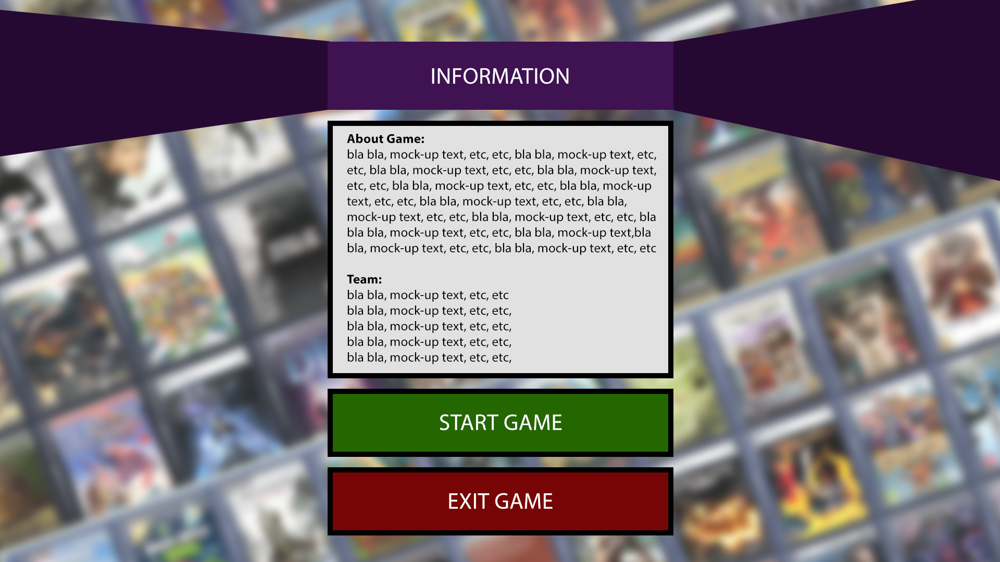 INFORMATION
About Game:
bla bla, mock-up text, etc, etc, bla bla, mock-up text, etc,
etc, bla bla, mock-up text, etc, etc, bla bla, mock-up text,
etc, etc, bla bla, mock-up text, etc, etc, bla bla, mock-up
text, etc, etc, bla bla, mock-up text, etc, etc, bla bla,
mock-up text, etc, etc, bla bla, mock-up text, etc, etc, bla
bla bla, mock-up text, etc, etc, bla bla, mock-up text,bla
bla, mock-up text, etc, etc, bla bla, mock-up text, etc, etc
Team:
bla bla, mock-up text, etc, etc
bla bla, mock-up text, etc, etc,
bla bla, mock-up text, etc, etc,
bla bla, mock-up text, etc, etc,
bla bla, mock-up text, etc, etc,
START GAME
EXIT GAME